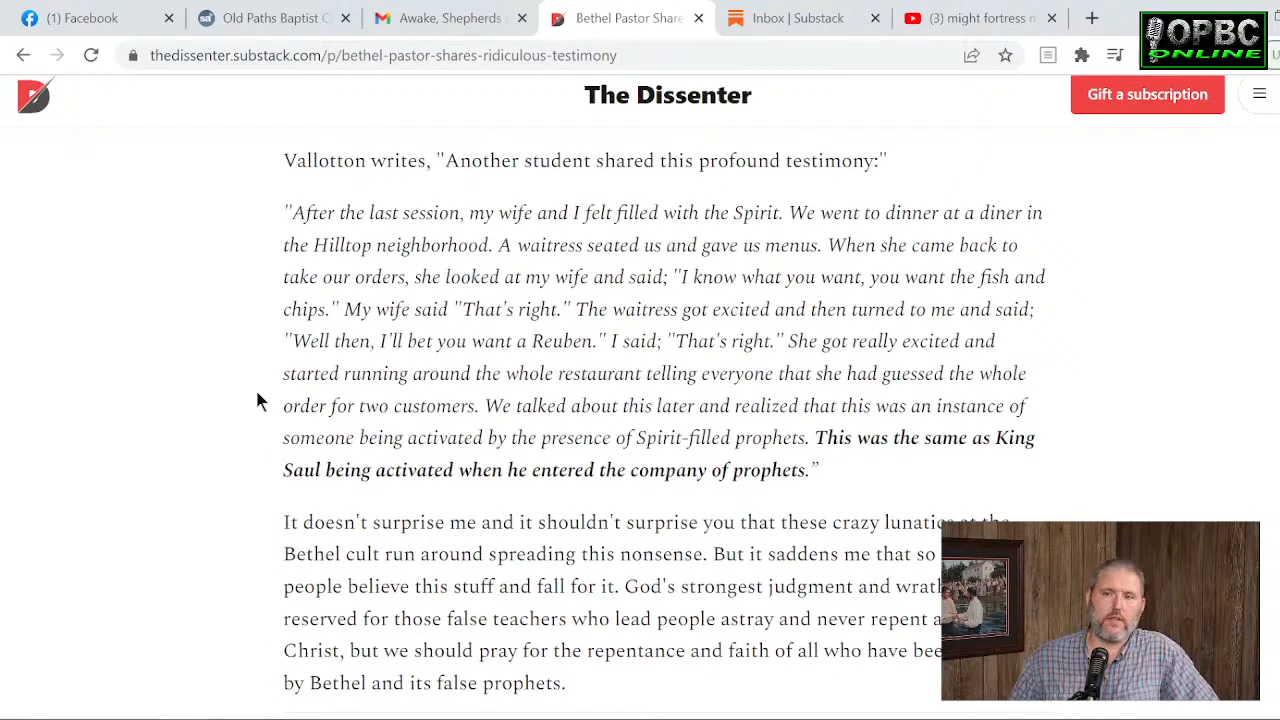 (1) Facebook
Old Paths Baptist C
Awake, Shepherds
Bethel Pastor Share
Inbox | Substack
(3) might fortress n
OPBC
ONLINE
thedissenter.substack.com/p/bethel-pastor-shares-ridiculous-testimony
The Dissenter
Gift a subscription
Vallotton writes, "Another student shared this profound testimony:"
"After the last session, my wife and I felt filled with the Spirit. We went to dinner at a diner in
the Hilltop neighborhood. A waitress seated us and gave us menus. When she came back to
take our orders, she looked at my wife and said; "I know what you want, you want the fish and
chips." My wife said "That's right." The waitress got excited and then turned to me and said;
"Well then, I'll bet you want a Reuben." I said; "That's right." She got really excited and
started running around the whole restaurant telling everyone that she had guessed the whole
order for two customers. We talked about this later and realized that this was an instance of
someone being activated by the presence of Spirit-filled prophets. This was the same as King
Saul being activated when he entered the company of prophets.”
It doesn't surprise me and it shouldn't surprise you that these crazy lunatics at the
Bethel cult run around spreading this nonsense. But it saddens me that so
people believe this stuff and fall for it. God's strongest judgment and wrath
reserved for those false teachers who lead people astray and never repent a
Christ, but we should pray for the repentance and faith of all who have bee
by Bethel and its false prophets.